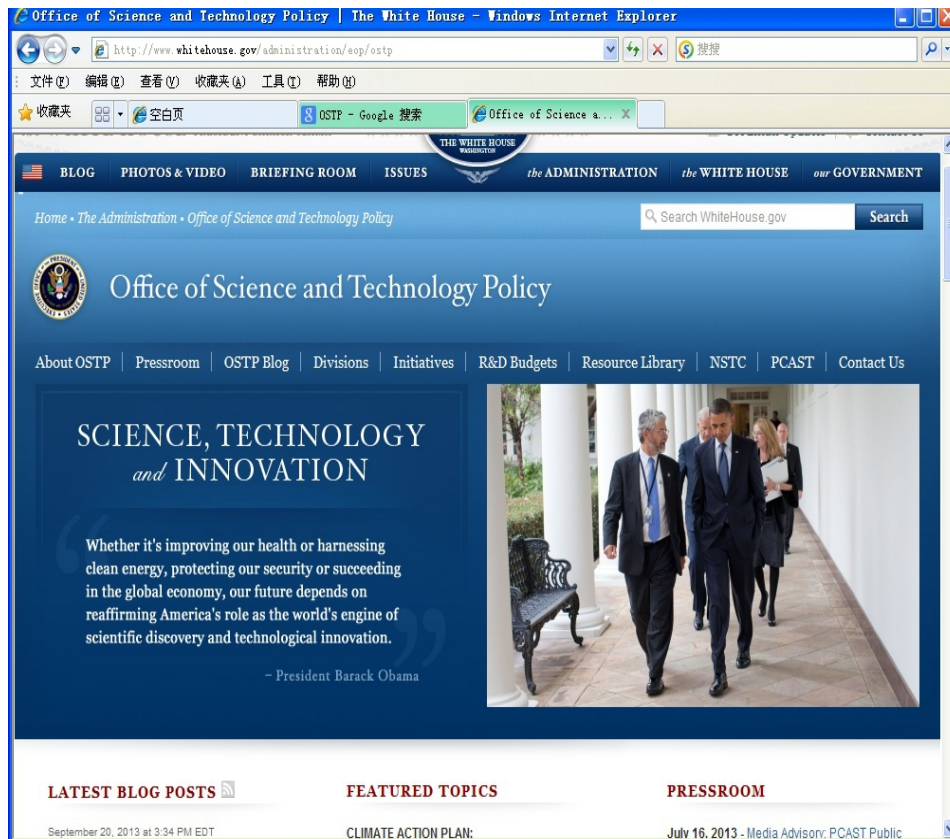 Office of Science and Technology Policy | The White House - Windows Internet Explorer
http://www.whitehouse.gov/administration/eop/ostp
搜搜
文件(F) 编辑(E) 查看(V) 收藏夹(A) 工具(T) 帮助(H)
收藏夹 空白页 OSTP - Google 搜索 Office of Science a... X
THE WHITE HOUSE
WASHINGTON
BLOG PHOTOS & VIDEO BRIEFING ROOM ISSUES the ADMINISTRATION the WHITE HOUSE our GOVERNMENT
Home • The Administration • Office of Science and Technology Policy
Search WhiteHouse.gov Search
Office of Science and Technology Policy
About OSTP | Pressroom | OSTP Blog | Divisions | Initiatives | R&D Budgets | Resource Library | NSTC | PCAST | Contact Us
SCIENCE, TECHNOLOGY
and INNOVATION
“ Whether it's improving our health or harnessing
clean energy, protecting our security or succeeding
in the global economy, our future depends on
reaffirming America's role as the world's engine of
scientific discovery and technological innovation. ”
– President Barack Obama
LATEST BLOG POSTS FEATURED TOPICS PRESSROOM
September 20, 2013 at 3:34 PM EDT CLIMATE ACTION PLAN: July 16, 2013 - Media Advisory: PCAST Public